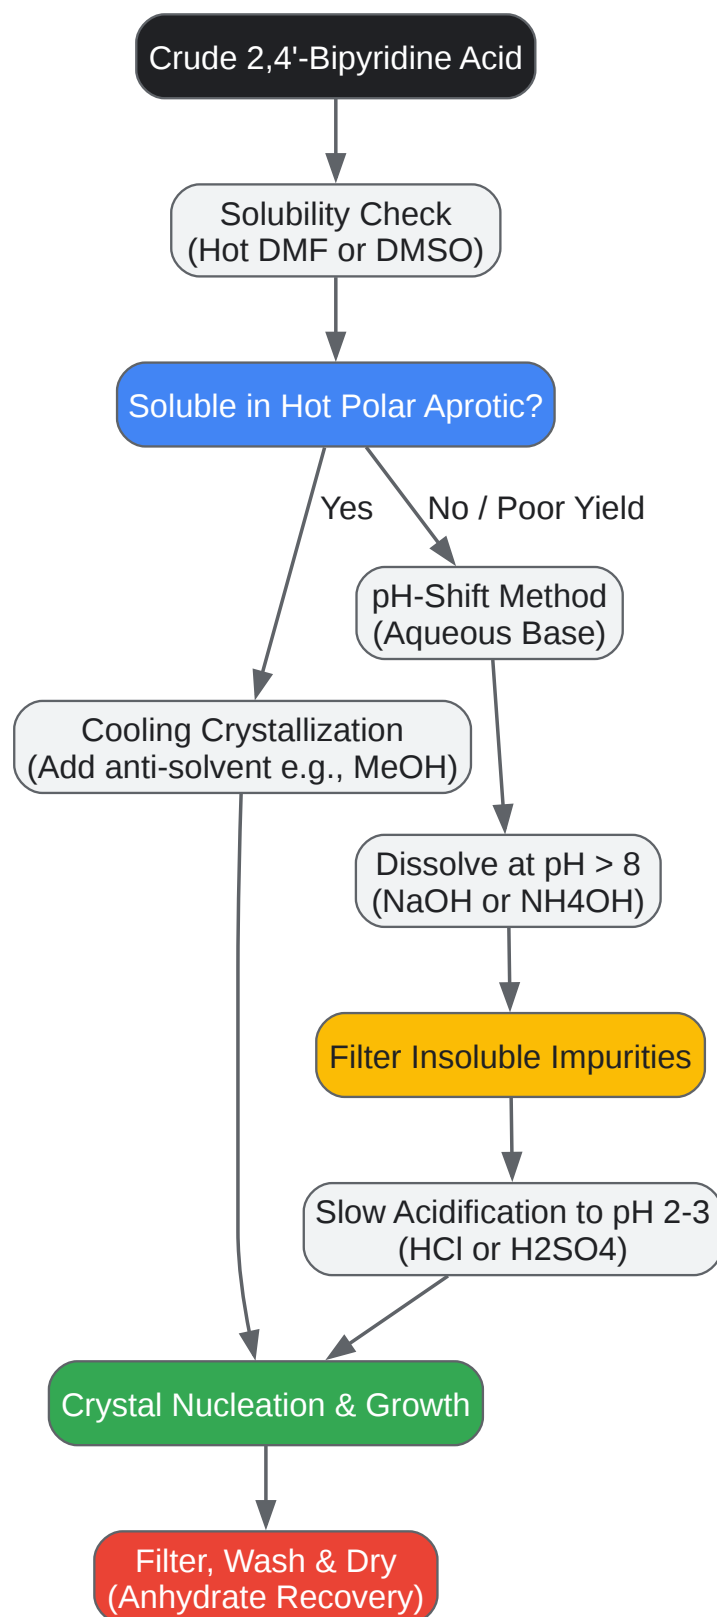 Crude 2,4'-Bipyridine Acid
Solubility Check
(Hot DMF or DMSO)
Soluble in Hot Polar Aprotic?
Yes
No / Poor Yield
pH-Shift Method
(Aqueous Base)
Cooling Crystallization
(Add anti-solvent e.g., MeOH)
Dissolve at pH > 8
(NaOH or NH4OH)
Filter Insoluble Impurities
Slow Acidification to pH 2-3
(HCl or H2SO4)
Crystal Nucleation & Growth
Filter, Wash & Dry
(Anhydrate Recovery)